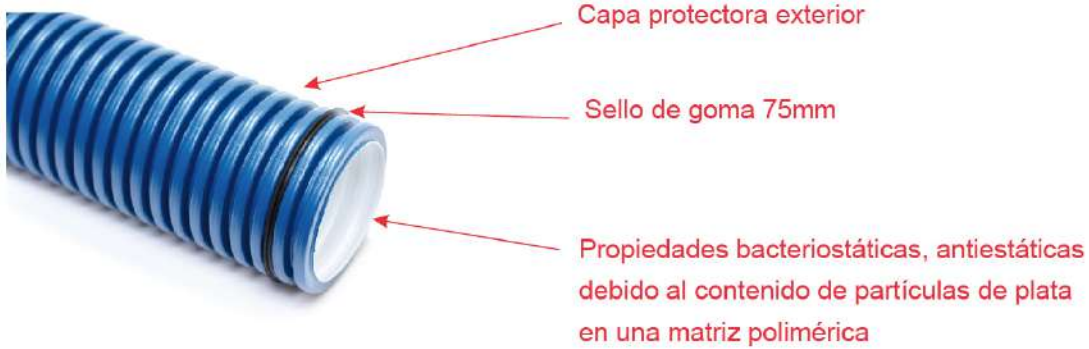 Capa protectora exterior
Sello de goma 75mm
Propiedades bacteriostáticas, antiestáticas
debido al contenido de partículas de plata
en una matriz polimérica